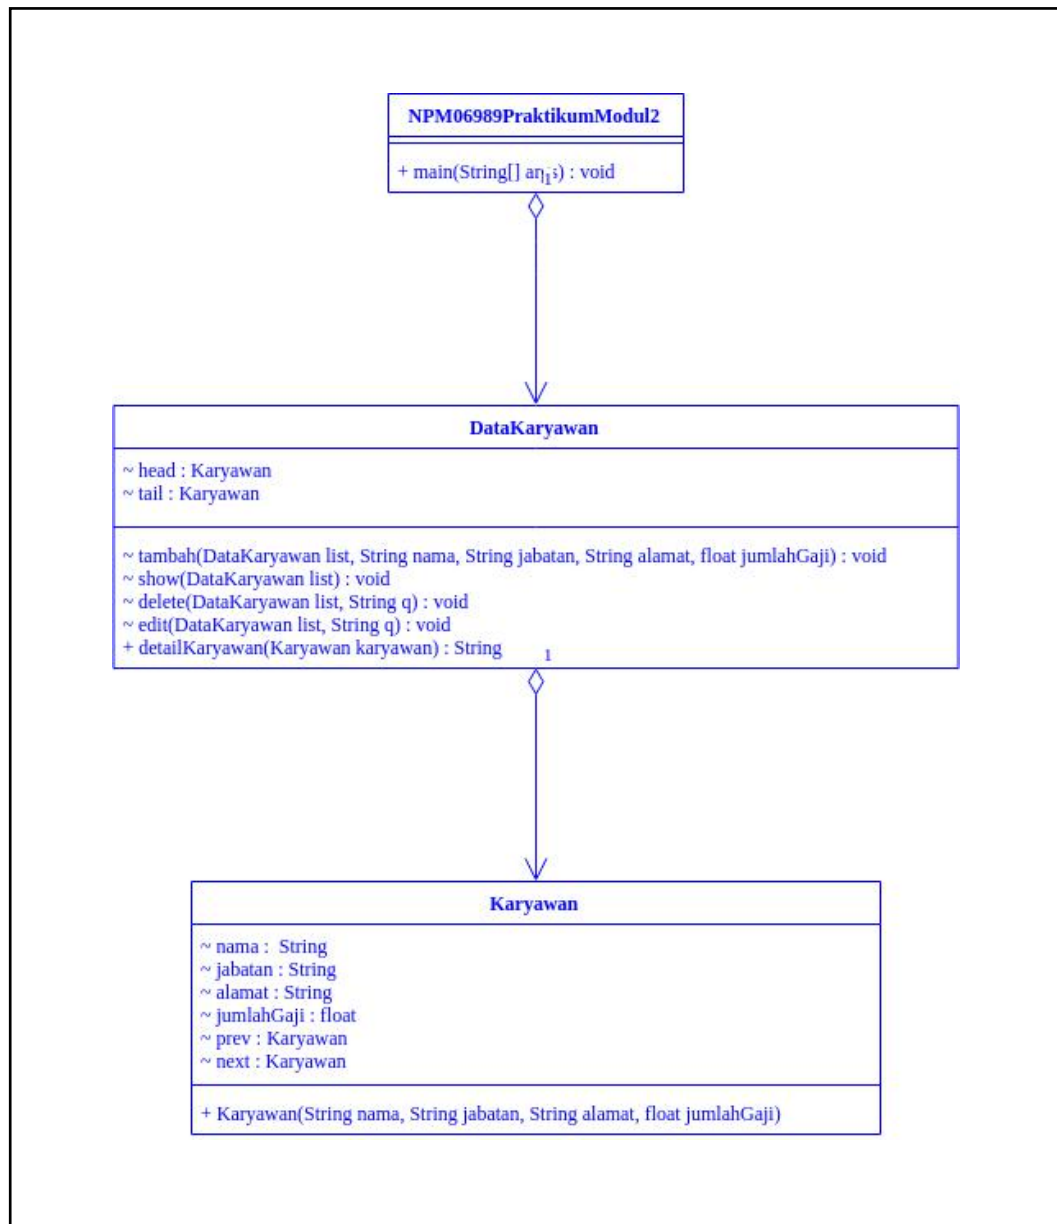 NPM06989PraktikumModul2
+ main(String[] args) : void
1
DataKaryawan
~ head : Karyawan
~ tail : Karyawan
~ tambah(DataKaryawan list, String nama, String jabatan, String alamat, float jumlahGaji) : void
~ show(DataKaryawan list) : void
~ delete(DataKaryawan list, String q) : void
~ edit(DataKaryawan list, String q) : void
+ detailKaryawan(Karyawan karyawan) : String
1
Karyawan
~ nama : String
~ jabatan : String
~ alamat : String
~ jumlahGaji : float
~ prev : Karyawan
~ next : Karyawan
+ Karyawan(String nama, String jabatan, String alamat, float jumlahGaji)